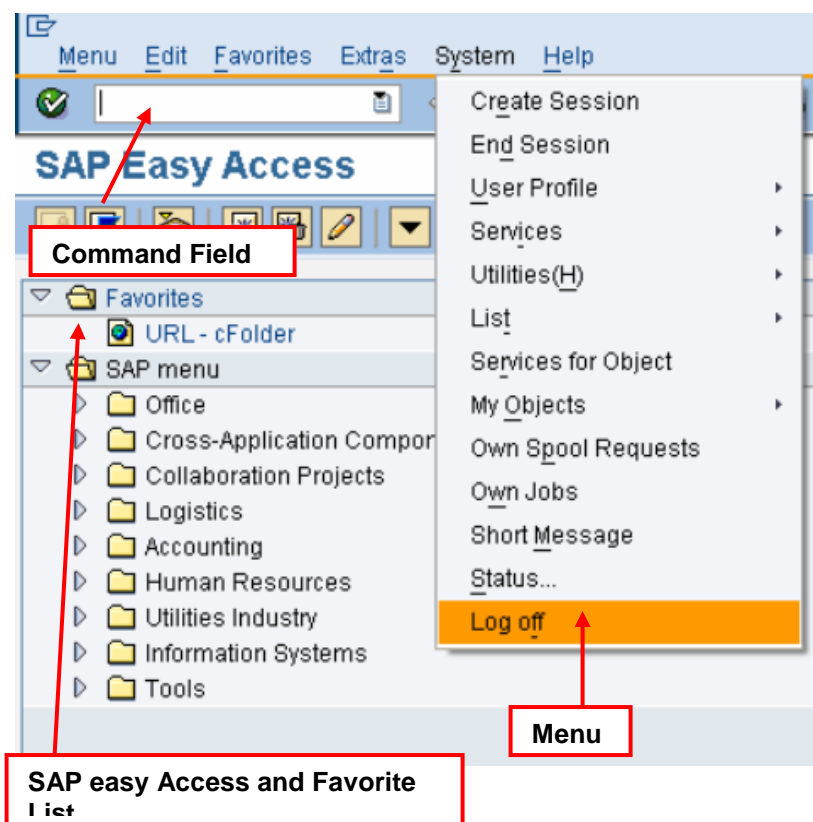 Menu Edit Favorites Extras System Help
SAP Easy Access
Command Field
Favorites
URL - cFolder
SAP menu
Office
Cross-Application Compor
Collaboration Projects
Logistics
Accounting
Human Resources
Utilities Industry
Information Systems
Tools
Create Session
End Session
User Profile
Services
Utilities(H)
List
Services for Object
My Objects
Own Spool Requests
Own Jobs
Short Message
Status...
Log off
Menu
SAP easy Access and Favorite
List